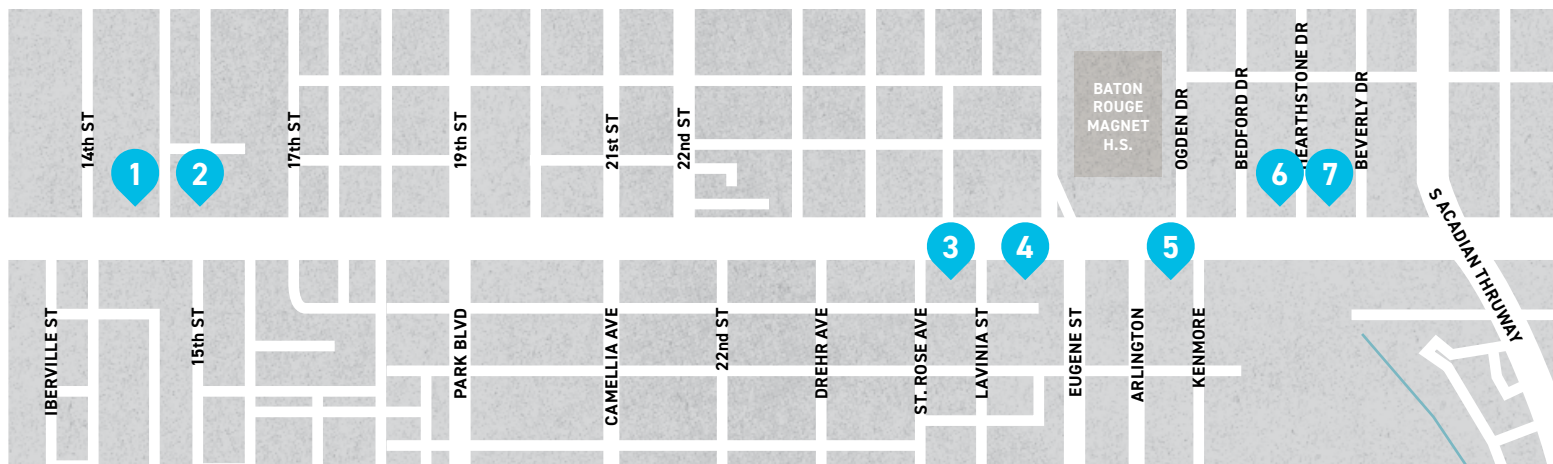 14th ST
1
2
17th ST
19th ST
21st ST
22nd ST
BATON
ROUGE
MAGNET
H.S.
OGDEN DR
BEDFORD DR
6
HEARTHSTONE DR
7
BEVERLY DR
S ACADIAN THRUWAY
3
4
5
IBERVILLE ST
15th ST
PARK BLVD
CAMELLIA AVE
22nd ST
DREHR AVE
ST. ROSE AVE
LAVINIA ST
EUGENE ST
ARLINGTON
KENMORE